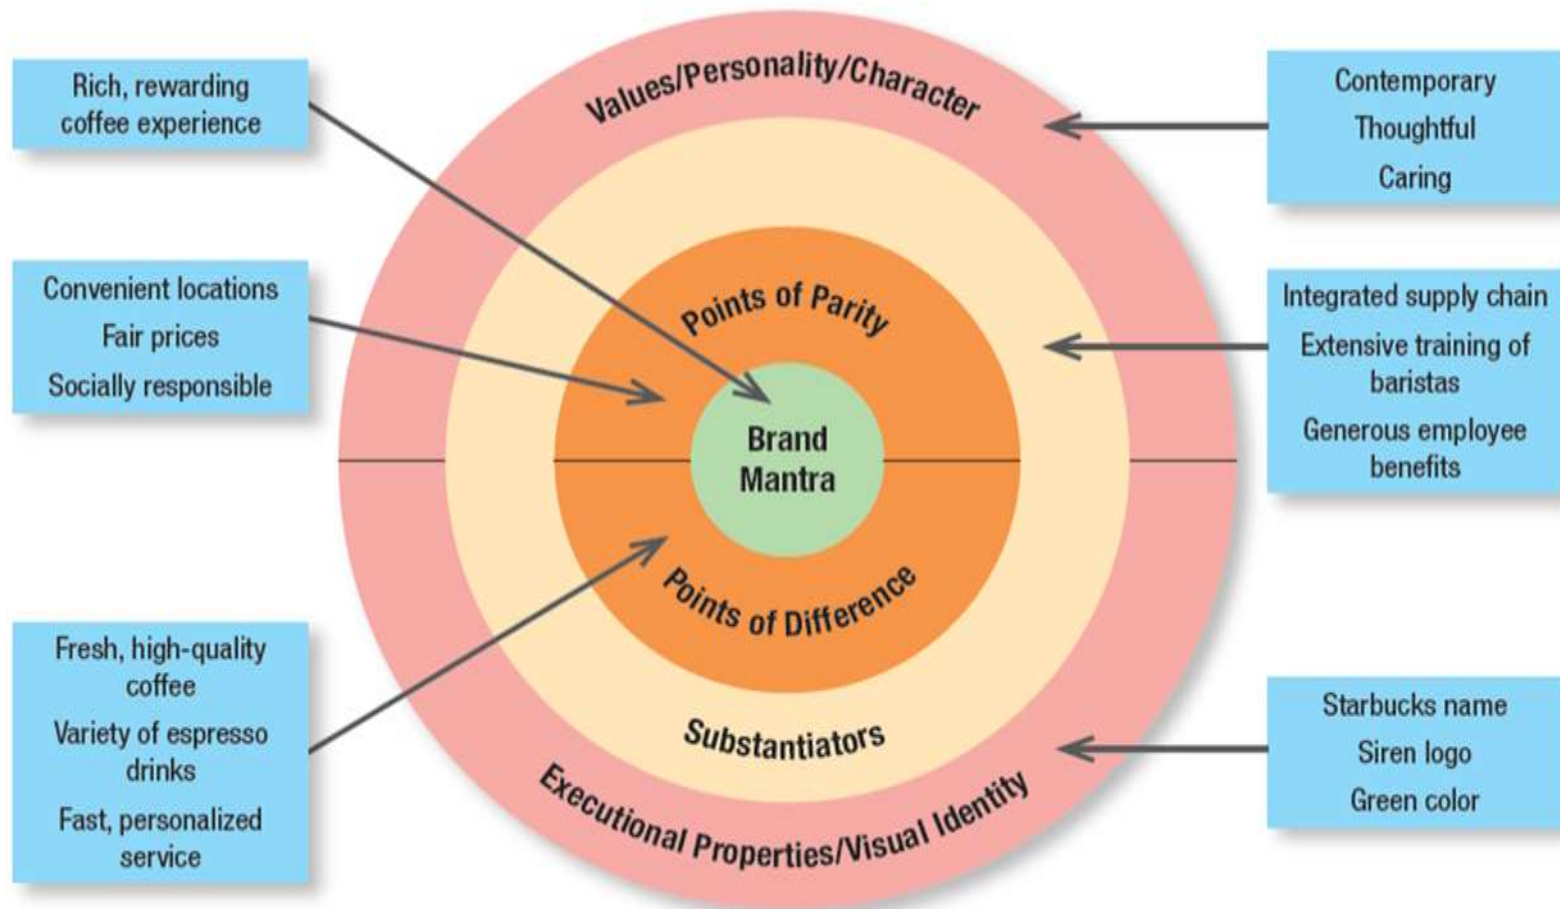 Rich, rewarding
coffee experience
Convenient locations
Fair prices
Socially responsible
Fresh, high-quality
coffee
Variety of espresso
drinks
Fast, personalized
service
Values/Personality/Character
Points of Parity
Brand
Mantra
Points of Difference
Substantiators
Executional Properties/Visual Identity
Contemporary
Thoughtful
Caring
Integrated supply chain
Extensive training of
baristas
Generous employee
benefits
Starbucks name
Siren logo
Green color